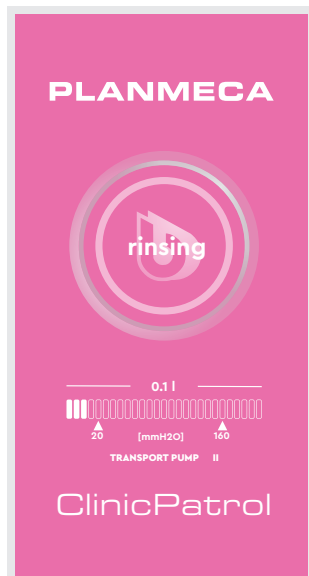 PLANMECA
rinsing
0.1 l
20 [mmH2O] 160
TRANSPORT PUMP II
ClinicPatrol